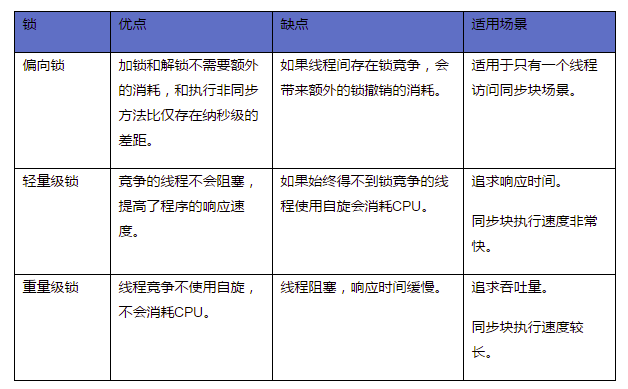 锁 优点 缺点 适用场景
偏向锁 加锁和解锁不需要额外 如果线程间存在锁竞争，会 适用于只有一个线程
的消耗，和执行非同步 带来额外的锁撤销的消耗。 访问同步块场景。
方法比仅存在纳秒级的
差距。
轻量级锁 竞争的线程不会阻塞， 如果始终得不到锁竞争的线 追求响应时间。
提高了程序的响应速 程使用自旋会消耗CPU。 同步块执行速度非常
度。 快。
重量级锁 线程竞争不使用自旋， 线程阻塞，响应时间缓慢。 追求吞吐量。
不会消耗CPU。 同步块执行速度较
长。